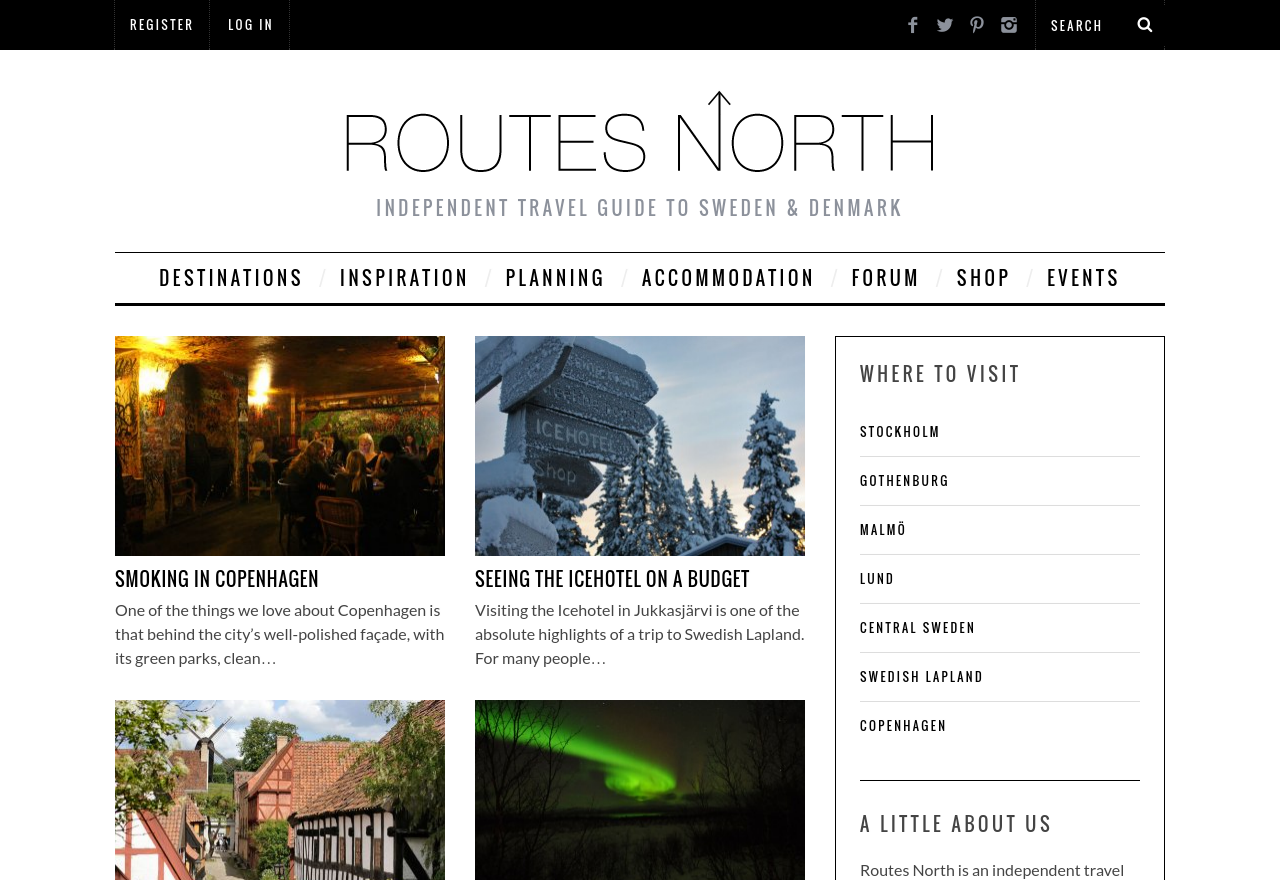 REGISTER
LOG IN
SEARCH
ROUTES NORTH
INDEPENDENT TRAVEL GUIDE TO SWEDEN & DENMARK
DESTINATIONS / INSPIRATION / PLANNING / ACCOMMODATION / FORUM / SHOP / EVENTS
ICEHOTEL
Shop
SMOKING IN COPENHAGEN
One of the things we love about Copenhagen is
that behind the city’s well-polished façade, with
its green parks, clean…
SEEING THE ICEHOTEL ON A BUDGET
Visiting the Icehotel in Jukkasjärvi is one of the
absolute highlights of a trip to Swedish Lapland.
For many people…
WHERE TO VISIT
STOCKHOLM
GOTHENBURG
MALMÖ
LUND
CENTRAL SWEDEN
SWEDISH LAPLAND
COPENHAGEN
A LITTLE ABOUT US
Routes North is an independent travel